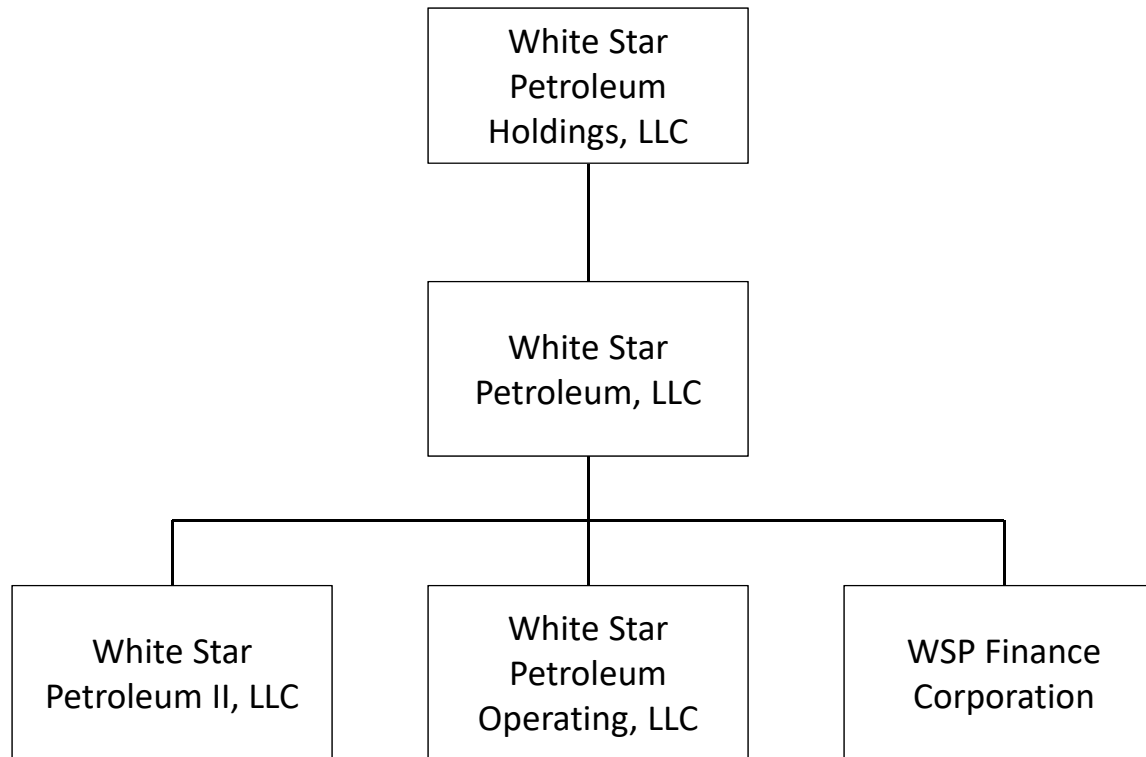 White Star
Petroleum
Holdings, LLC
White Star
Petroleum, LLC
White Star
Petroleum II, LLC
White Star
Petroleum
Operating, LLC
WSP Finance
Corporation